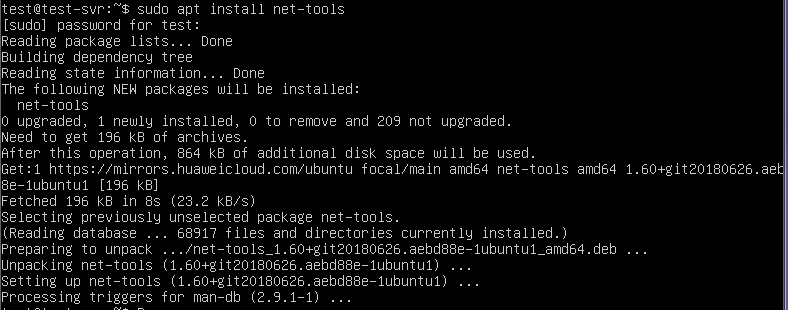 test@test-svr:~$ sudo apt install net-tools
[sudo] password for test:
Reading package lists... Done
Building dependency tree
Reading state information... Done
The following NEW packages will be installed:
  net-tools
0 upgraded, 1 newly installed, 0 to remove and 209 not upgraded.
Need to get 196 kB of archives.
After this operation, 864 kB of additional disk space will be used.
Get:1 https://mirrors.huaweicloud.com/ubuntu focal/main amd64 net-tools amd64 1.60+git20180626.aeb
8e-1ubuntu1 [196 kB]
Fetched 196 kB in 8s (23.2 kB/s)
Selecting previously unselected package net-tools.
(Reading database ... 68917 files and directories currently installed.)
Preparing to unpack .../net-tools_1.60+git20180626.aebd88e-1ubuntu1_amd64.deb ...
Unpacking net-tools (1.60+git20180626.aebd88e-1ubuntu1) ...
Setting up net-tools (1.60+git20180626.aebd88e-1ubuntu1) ...
Processing triggers for man-db (2.9.1-1) ...